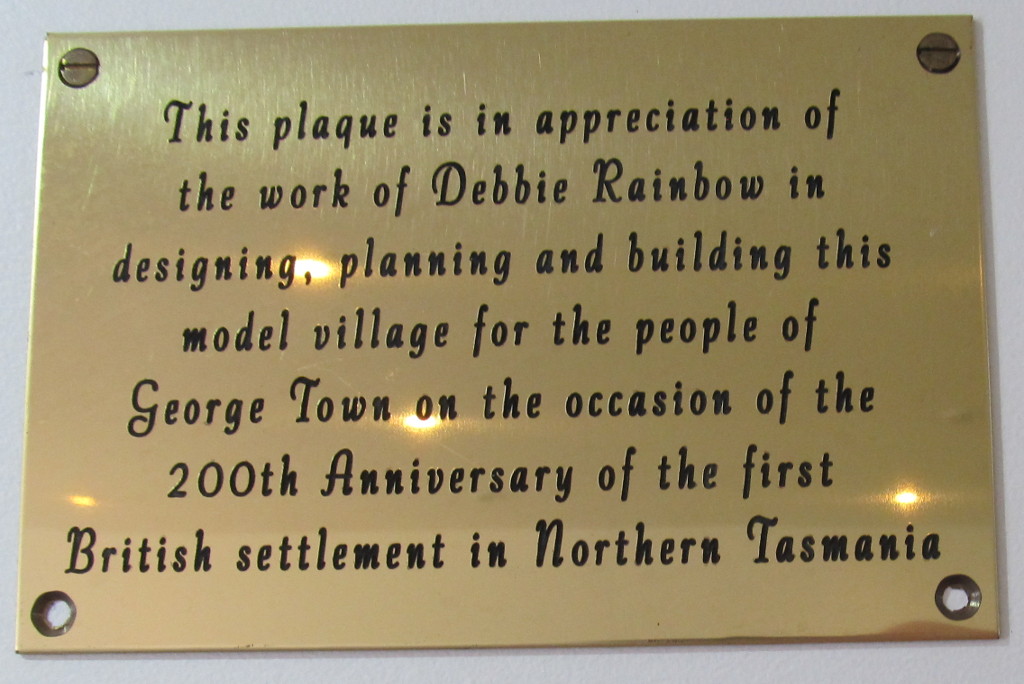 This plaque is in appreciation of
the work of Debbie Rainbow in
designing, planning and building this
model village for the people of
George Town on the occasion of the
200th Anniversary of the first
British settlement in Northern Tasmania